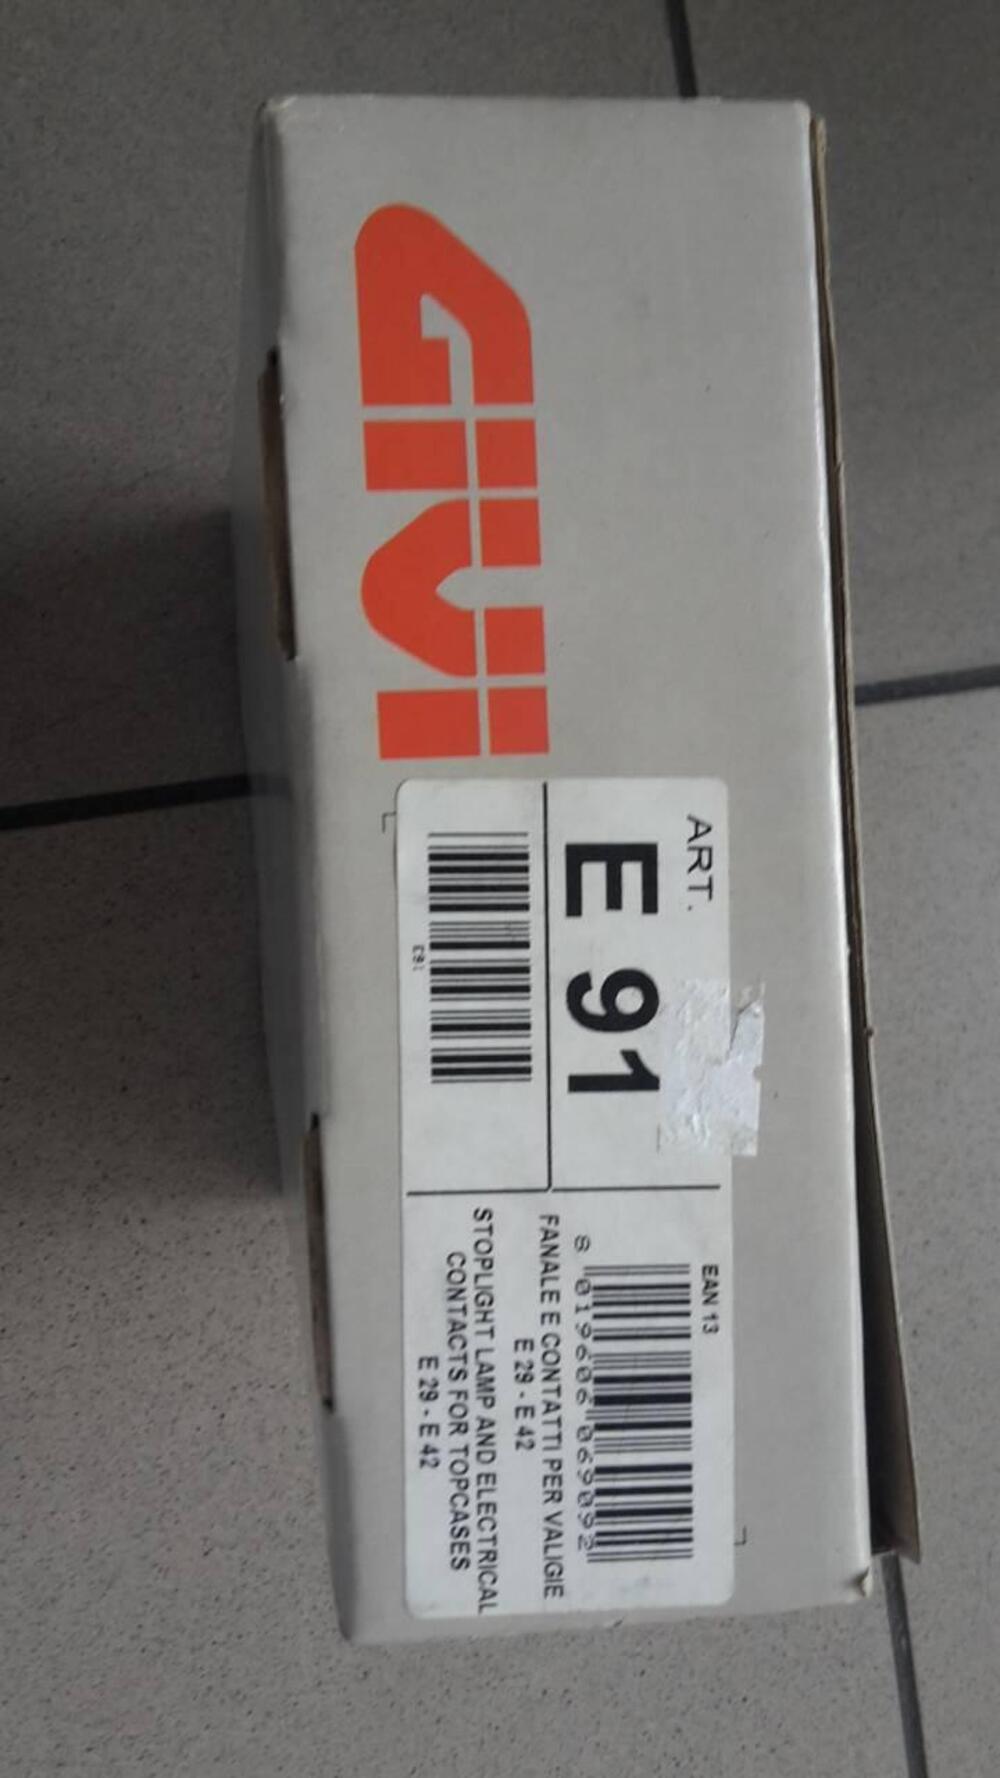 GIVI
ART.
E 91
E91
EAN 13
8 019606 069092
FANALE E CONTATTI PER VALIGIE
E 29 - E 42
STOPLIGHT LAMP AND ELECTRICAL
CONTACTS FOR TOPCASES
E 29 - E 42